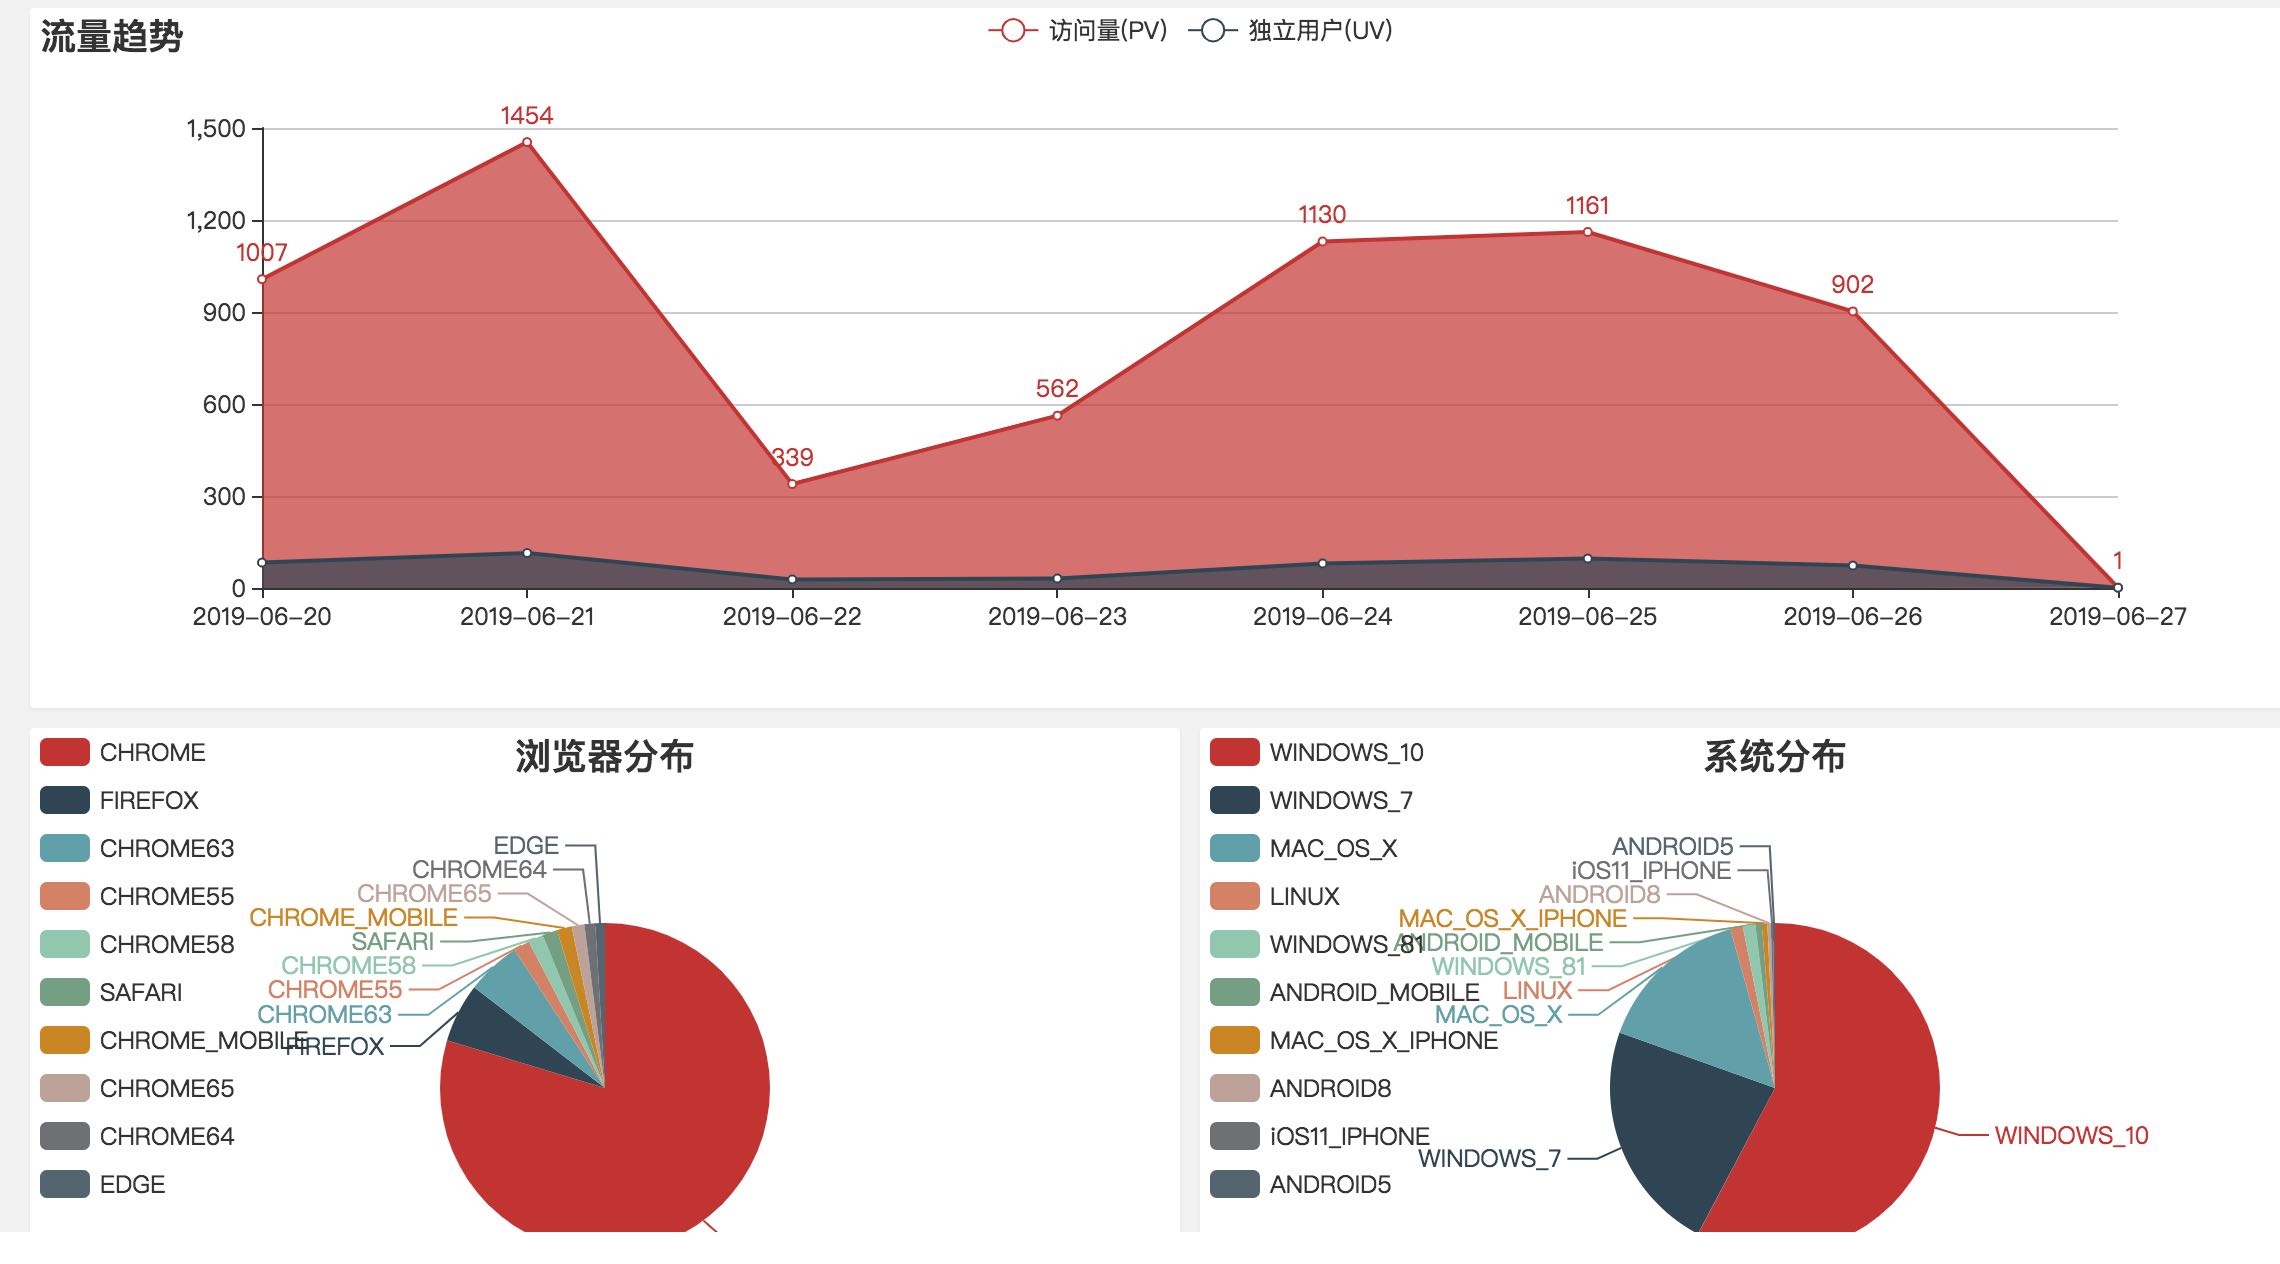 流量趋势
访问量(PV) 独立用户(UV)
1454
1,500
1161
1130
1,200
1007
902
900
562
600
339
300
1
0
2019-06-20 2019-06-21 2019-06-22 2019-06-23 2019-06-24 2019-06-25 2019-06-26 2019-06-27
浏览器分布
CHROME
FIREFOX
CHROME63
CHROME55
CHROME58
SAFARI
CHROME_MOBILE
CHROME65
CHROME64
EDGE
EDGE
CHROME64
CHROME65
CHROME_MOBILE
SAFARI
CHROME58
CHROME55
CHROME63
FIREFOX
系统分布
WINDOWS_10
WINDOWS_7
MAC_OS_X
LINUX
WINDOWS_81
ANDROID_MOBILE
MAC_OS_X_IPHONE
ANDROID8
iOS11_IPHONE
ANDROID5
ANDROID5
iOS11_IPHONE
ANDROID8
MAC_OS_X_IPHONE
ANDROID_MOBILE
WINDOWS_81
LINUX
MAC_OS_X
WINDOWS_7
WINDOWS_10